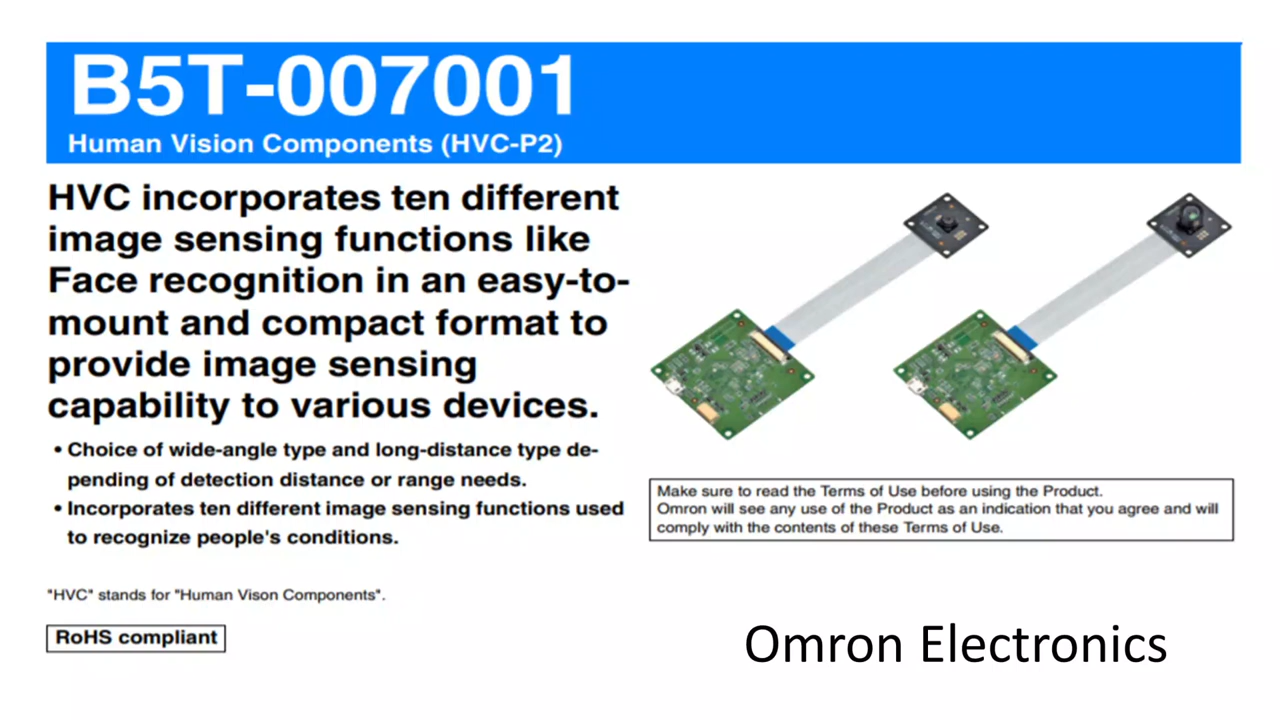 B5T-007001
Human Vision Components (HVC-P2)
HVC incorporates ten different
image sensing functions like
Face recognition in an easy-to-
mount and compact format to
provide image sensing
capability to various devices.
• Choice of wide-angle type and long-distance type de-
pending of detection distance or range needs.
• Incorporates ten different image sensing functions used
to recognize people's conditions.
"HVC" stands for "Human Vison Components".
RoHS compliant
Make sure to read the Terms of Use before using the Product.
Omron will see any use of the Product as an indication that you agree and will
comply with the contents of these Terms of Use.
Omron Electronics